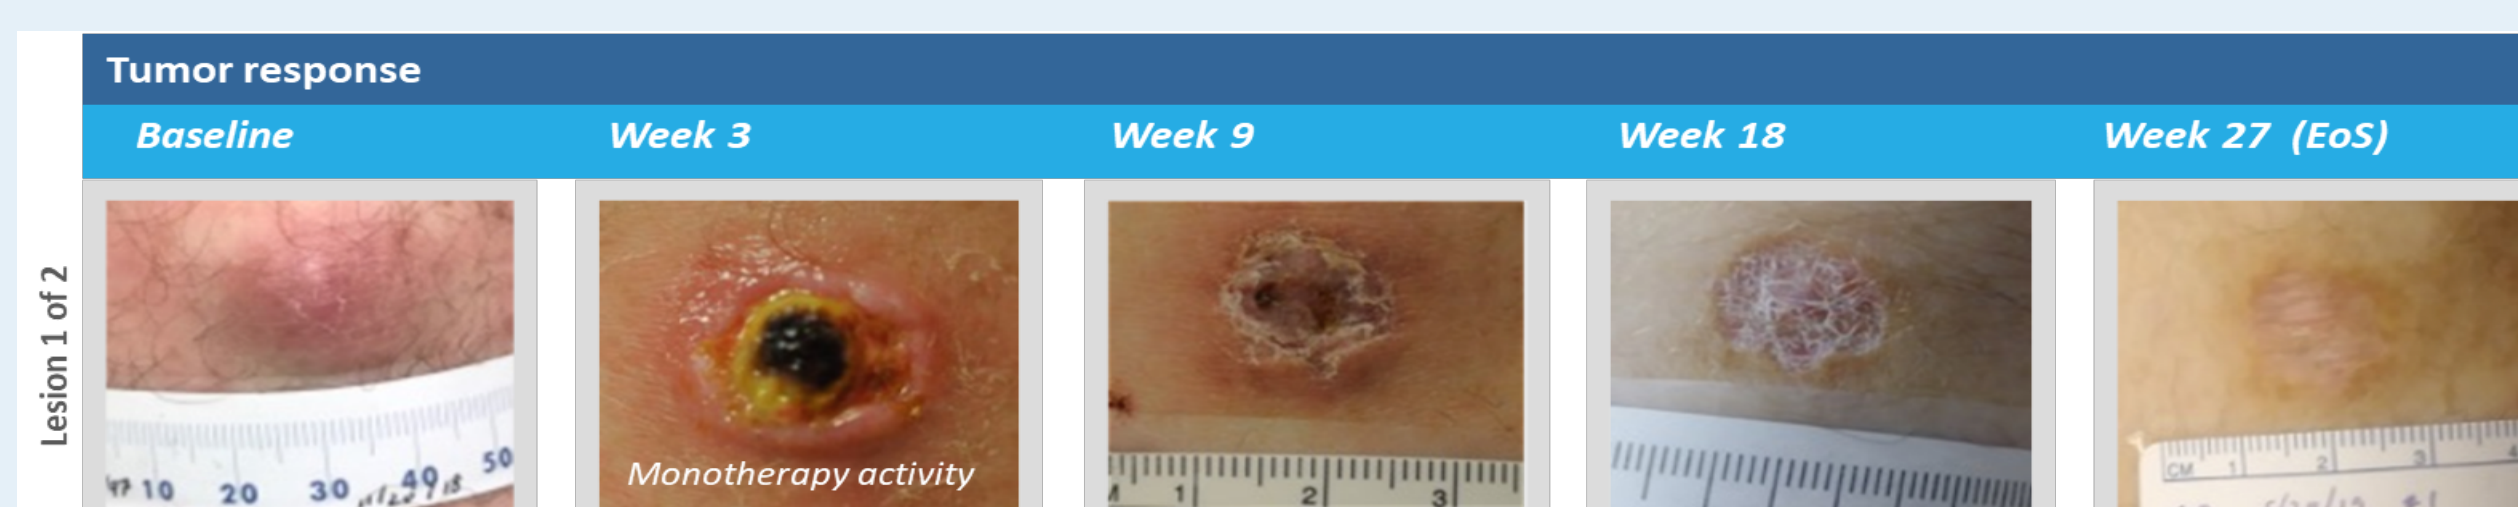 Tumor response
Baseline
Week 3
Week 9
Week 18
Week 27 (EoS)
Lesion 1 of 2
Monotherapy activity
10 20 30 40 50
1 2 3
CM 1 2 3